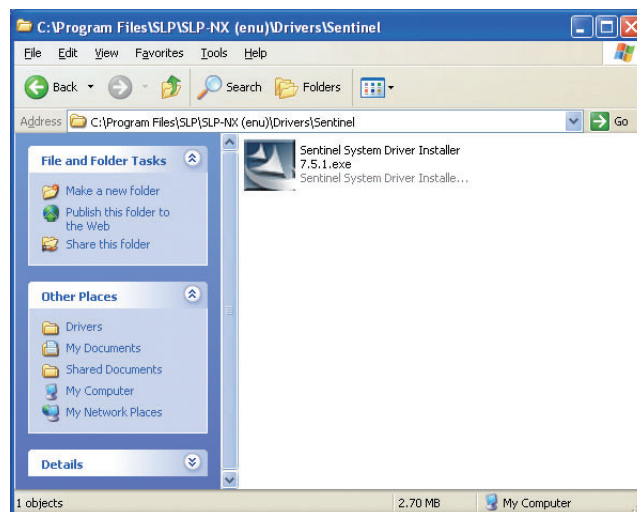 C:\Program Files\SLP\SLP-NX (enu)\Drivers\Sentinel
File Edit View Favorites Tools Help
Back Search Folders
Address C:\Program Files\SLP\SLP-NX (enu)\Drivers\Sentinel Go
File and Folder Tasks
Make a new folder
Publish this folder to
the Web
Share this folder
Other Places
Drivers
My Documents
Shared Documents
My Computer
My Network Places
Details
Sentinel System Driver Installer
7.5.1.exe
Sentinel System Driver Installe...
1 objects 2.70 MB My Computer